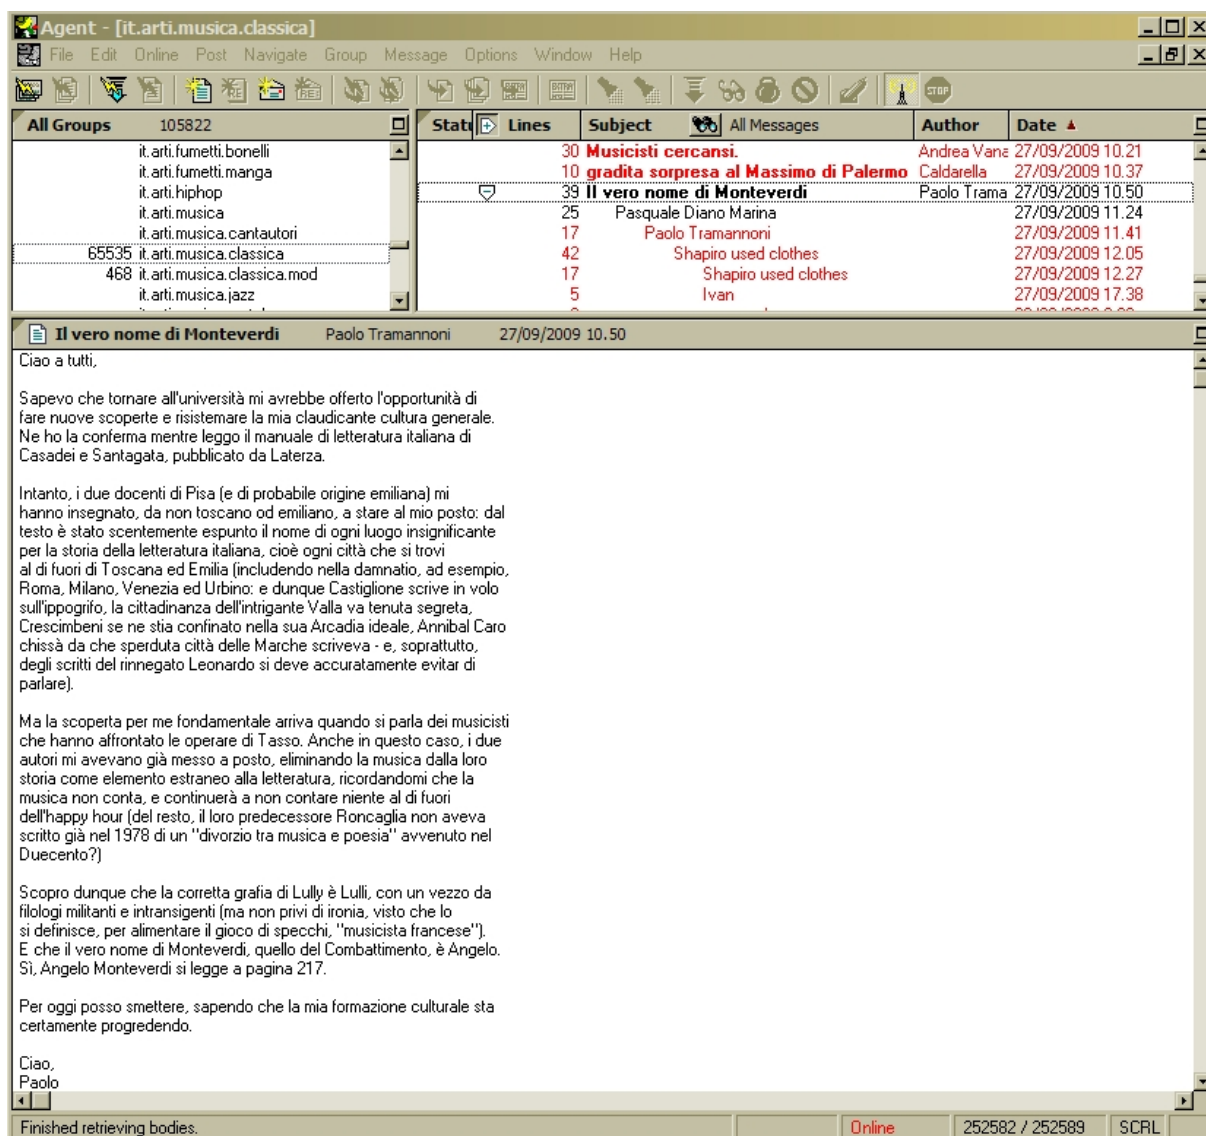 Agent - [it.arti.musica.classica]
File Edit Online Post Navigate Group Message Options Window Help
STOP
All Groups 105822
it.arti.fumetti.bonelli
it.arti.fumetti.manga
it.arti.hiphop
it.arti.musica
it.arti.musica.cantautori
65535 it.arti.musica.classica
468 it.arti.musica.classica.mod
it.arti.musica.jazz
Statu Lines Subject All Messages Author Date
30 Musicisti cercansi. Andrea Vana 27/09/2009 10.21
10 gradita sorpresa al Massimo di Palermo Caldarella 27/09/2009 10.37
39 Il vero nome di Monteverdi Paolo Trama 27/09/2009 10.50
25 Pasquale Diano Marina 27/09/2009 11.24
17 Paolo Tramannoni 27/09/2009 11.41
42 Shapiro used clothes 27/09/2009 12.05
17 Shapiro used clothes 27/09/2009 12.27
5 Ivan 27/09/2009 17.38
Il vero nome di Monteverdi Paolo Tramannoni 27/09/2009 10.50
Ciao a tutti,
Sapevo che tornare all'università mi avrebbe offerto l'opportunità di
fare nuove scoperte e risistemare la mia claudicante cultura generale.
Ne ho la conferma mentre leggo il manuale di letteratura italiana di
Casadei e Santagata, pubblicato da Laterza.
Intanto, i due docenti di Pisa (e di probabile origine emiliana) mi
hanno insegnato, da non toscano od emiliano, a stare al mio posto: dal
testo è stato scentemente espunto il nome di ogni luogo insignificante
per la storia della letteratura italiana, cioè ogni città che si trovi
al di fuori di Toscana ed Emilia (includendo nella damnatio, ad esempio,
Roma, Milano, Venezia ed Urbino: e dunque Castiglione scrive in volo
sull'ippogrifo, la cittadinanza dell'intrigante Valla va tenuta segreta,
Crescimbeni se ne stia confinato nella sua Arcadia ideale, Annibal Caro
chissà da che sperduta città delle Marche scriveva - e, soprattutto,
degli scritti del rinnegato Leonardo si deve accuratamente evitar di
parlare).
Ma la scoperta per me fondamentale arriva quando si parla dei musicisti
che hanno affrontato le operare di Tasso. Anche in questo caso, i due
autori mi avevano già messo a posto, eliminando la musica dalla loro
storia come elemento estraneo alla letteratura, ricordandomi che la
musica non conta, e continuerà a non contare niente al di fuori
dell'happy hour (del resto, il loro predecessore Roncaglia non aveva
scritto già nel 1978 di un "divorzio tra musica e poesia" avvenuto nel
Duecento?)
Scopro dunque che la corretta grafia di Lully è Lulli, con un vezzo da
filologi militanti e intransigenti (ma non privi di ironia, visto che lo
si definisce, per alimentare il gioco di specchi, "musicista francese").
E che il vero nome di Monteverdi, quello del Combattimento, è Angelo.
Sì, Angelo Monteverdi si legge a pagina 217.
Per oggi posso smettere, sapendo che la mia formazione culturale sta
certamente progredendo.
Ciao,
Paolo
Finished retrieving bodies. Online 252582 / 252589 SCRL